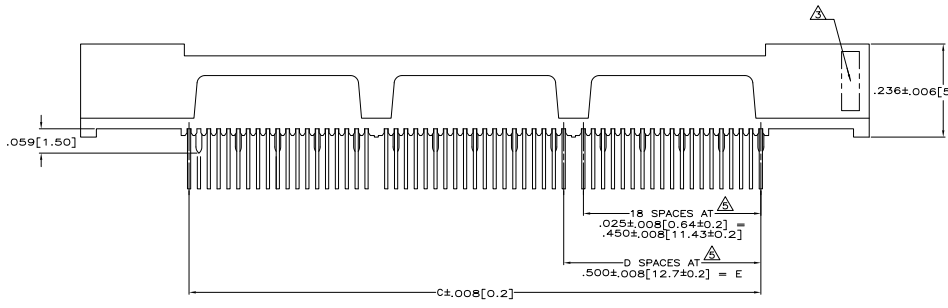 3
.236±.006[5
.059[1.50]
18 SPACES AT 5
.025±.008[0.64±0.2] =
.450±.008[11.43±0.2]
D SPACES AT 5
.500±.008[12.7±0.2] = E
C±.008[0.2]